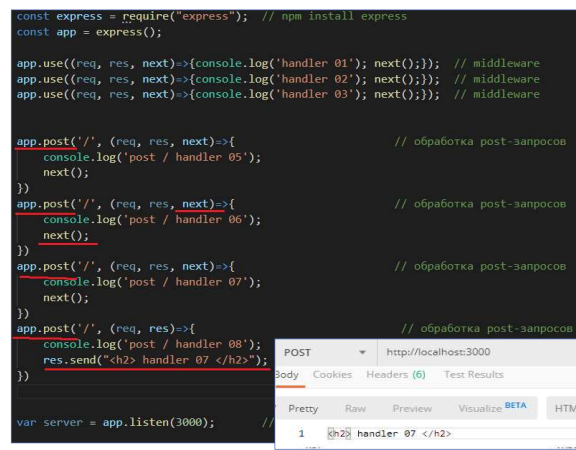 const express = require("express");  // npm install express
const app = express();
app.use((req, res, next)=>{console.log('handler 01'); next();});  // middleware
app.use((req, res, next)=>{console.log('handler 02'); next();});  // middleware
app.use((req, res, next)=>{console.log('handler 03'); next();});  // middleware
app.post('/', (req, res, next)=>{ // обработка post-запросов
console.log('post / handler 05');
next();
})
app.post('/', (req, res, next)=>{ // обработка post-запросов
console.log('post / handler 06');
next();
})
app.post('/', (req, res, next)=>{ // обработка post-запросов
console.log('post / handler 07');
next();
})
app.post('/', (req, res)=>{ // обработка post-запросов
console.log('post / handler 08');
res.send("<h2> handler 07 </h2>");
})
var server = app.listen(3000); //
POST http://localhost:3000
Body Cookies Headers (6) Test Results
Pretty Raw Preview Visualize BETA HTM
1 <h2> handler 07 </h2>